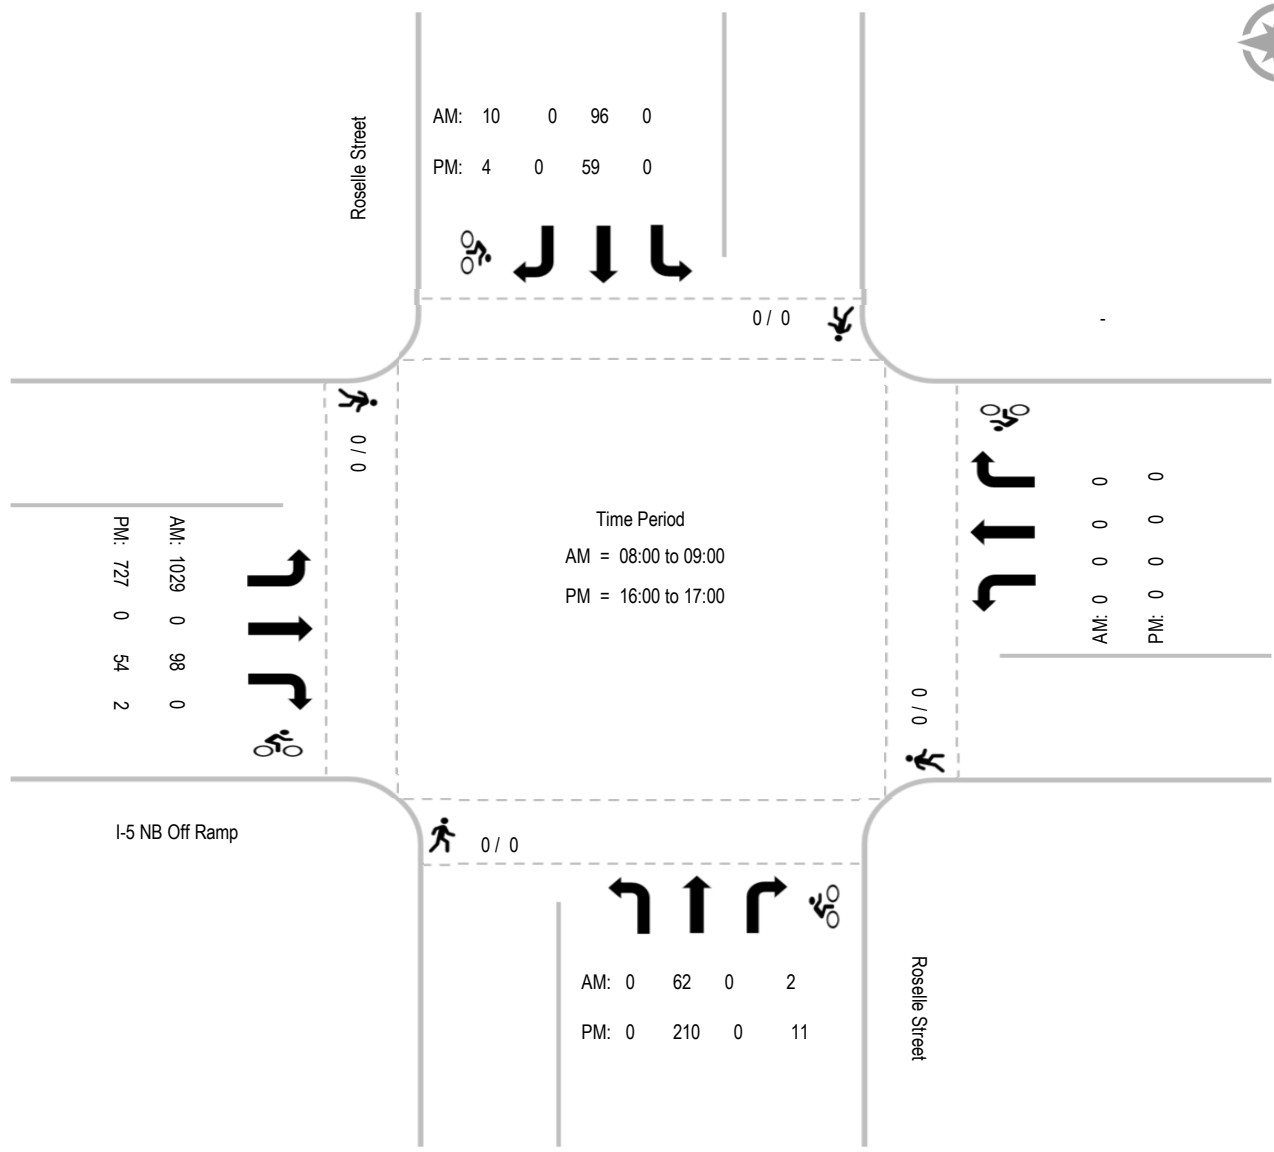 Roselle Street
AM: 10 0 96 0
PM: 4 0 59 0
0 / 0
-
0 / 0
AM: 1029 0 98 0
PM: 727 0 54 2
Time Period
AM = 08:00 to 09:00
PM = 16:00 to 17:00
AM: 0 0 0 0
PM: 0 0 0 0
0 / 0
I-5 NB Off Ramp
0 / 0
AM: 0 62 0 2
PM: 0 210 0 11
Roselle Street